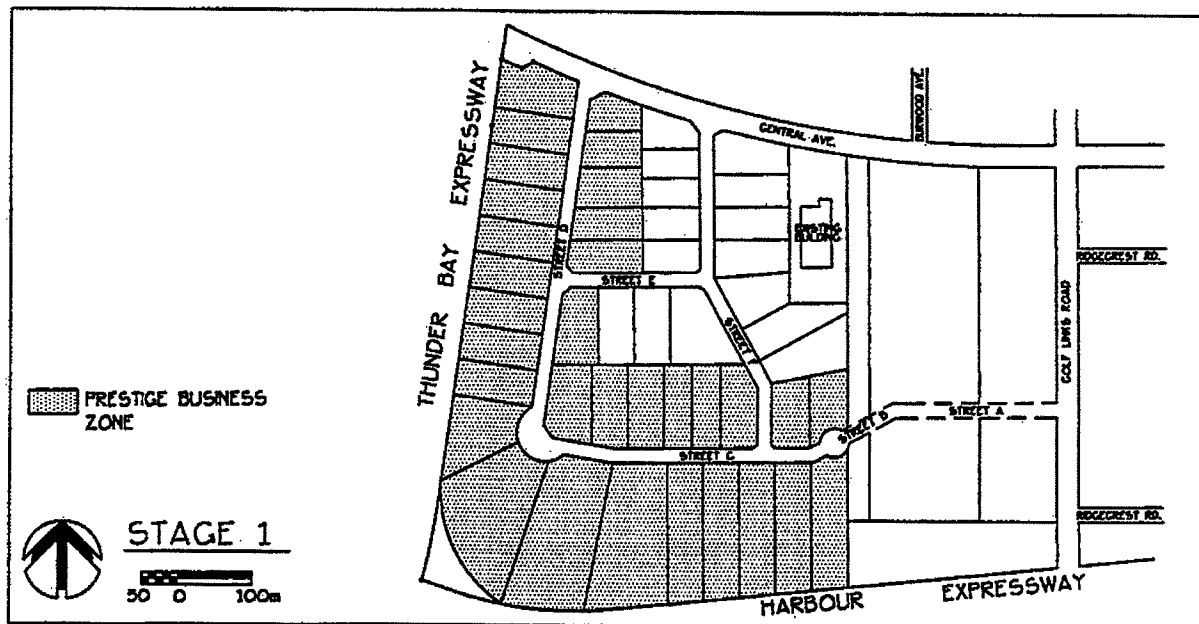 THUNDER BAY EXPRESSWAY
CENTRAL AVE.
BURWOOD AVE.
EXISTING
BUILDING
STREET D
STREET E
STREET F
GOLF LINKS ROAD
RIDGECREST RD.
PRESTIGE BUSINESS
ZONE
STREET B
STREET A
STREET C
RIDGECREST RD.
STAGE 1
50 0 100m
HARBOUR EXPRESSWAY